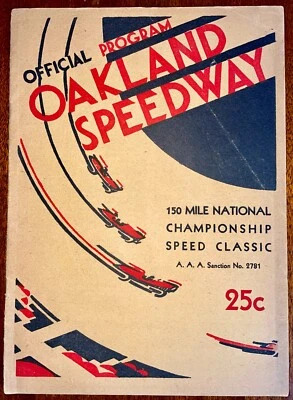 OFFICIAL PROGRAM
OAKLAND
SPEEDWAY
150 MILE NATIONAL
CHAMPIONSHIP
SPEED CLASSIC
A. A. A. Sanction No. 2781
25c